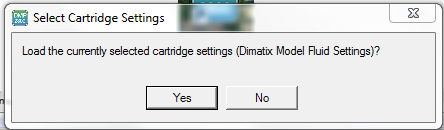 Select Cartridge Settings
Load the currently selected cartridge settings (Dimatix Model Fluid Settings)?
Yes No